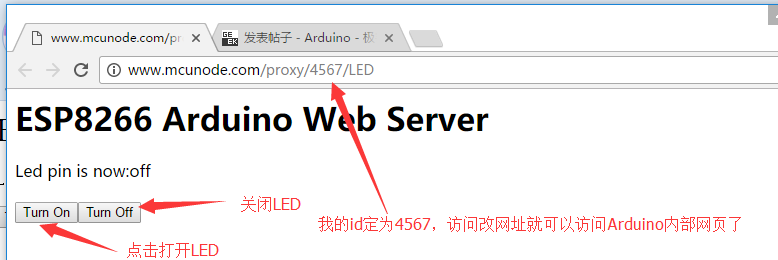 www.mcunode.com/pr
发表帖子 - Arduino - 极
www.mcunode.com/proxy/4567/LED
ESP8266 Arduino Web Server
Led pin is now:off
Turn On Turn Off
关闭LED
我的id定为4567，访问改网址就可以访问Arduino内部网页了
点击打开LED